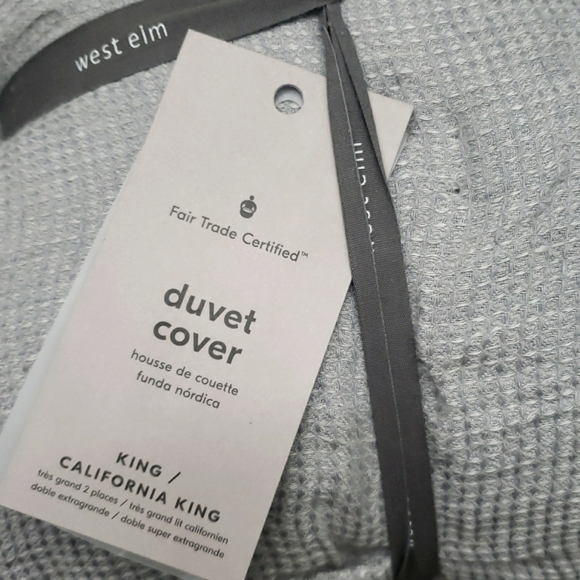 west elm
Fair Trade Certified™
duvet
cover
housse de couette
funda nórdica
KING /
CALIFORNIA KING
très grand 2 places / très grand lit californien
doble extragrande / doble super extragrande